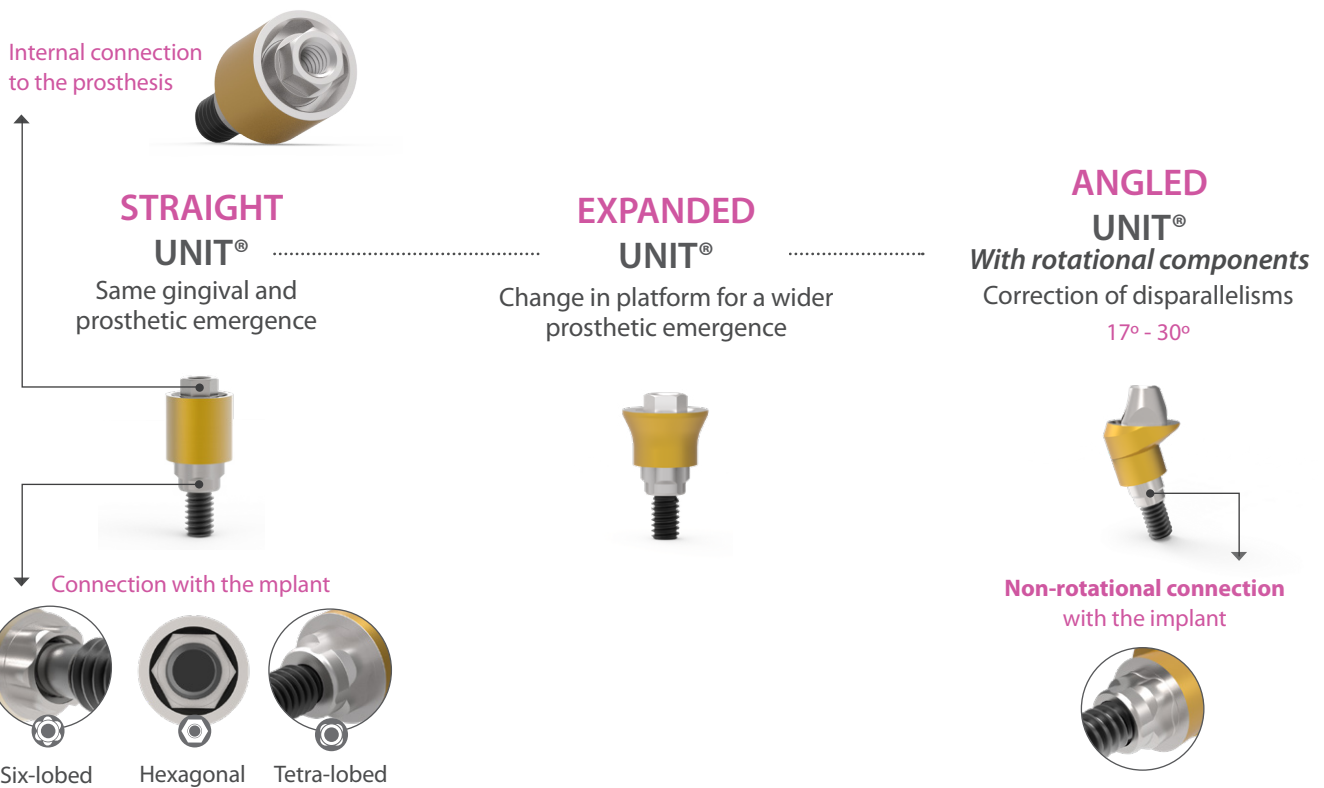 Internal connection
to the prosthesis
STRAIGHT
UNIT®
Same gingival and
prosthetic emergence
EXPANDED
UNIT®
Change in platform for a wider
prosthetic emergence
ANGLED
UNIT®
With rotational components
Correction of disparallelisms
17º - 30º
Connection with the mplant
Six-lobed
Hexagonal
Tetra-lobed
Non-rotational connection
with the implant